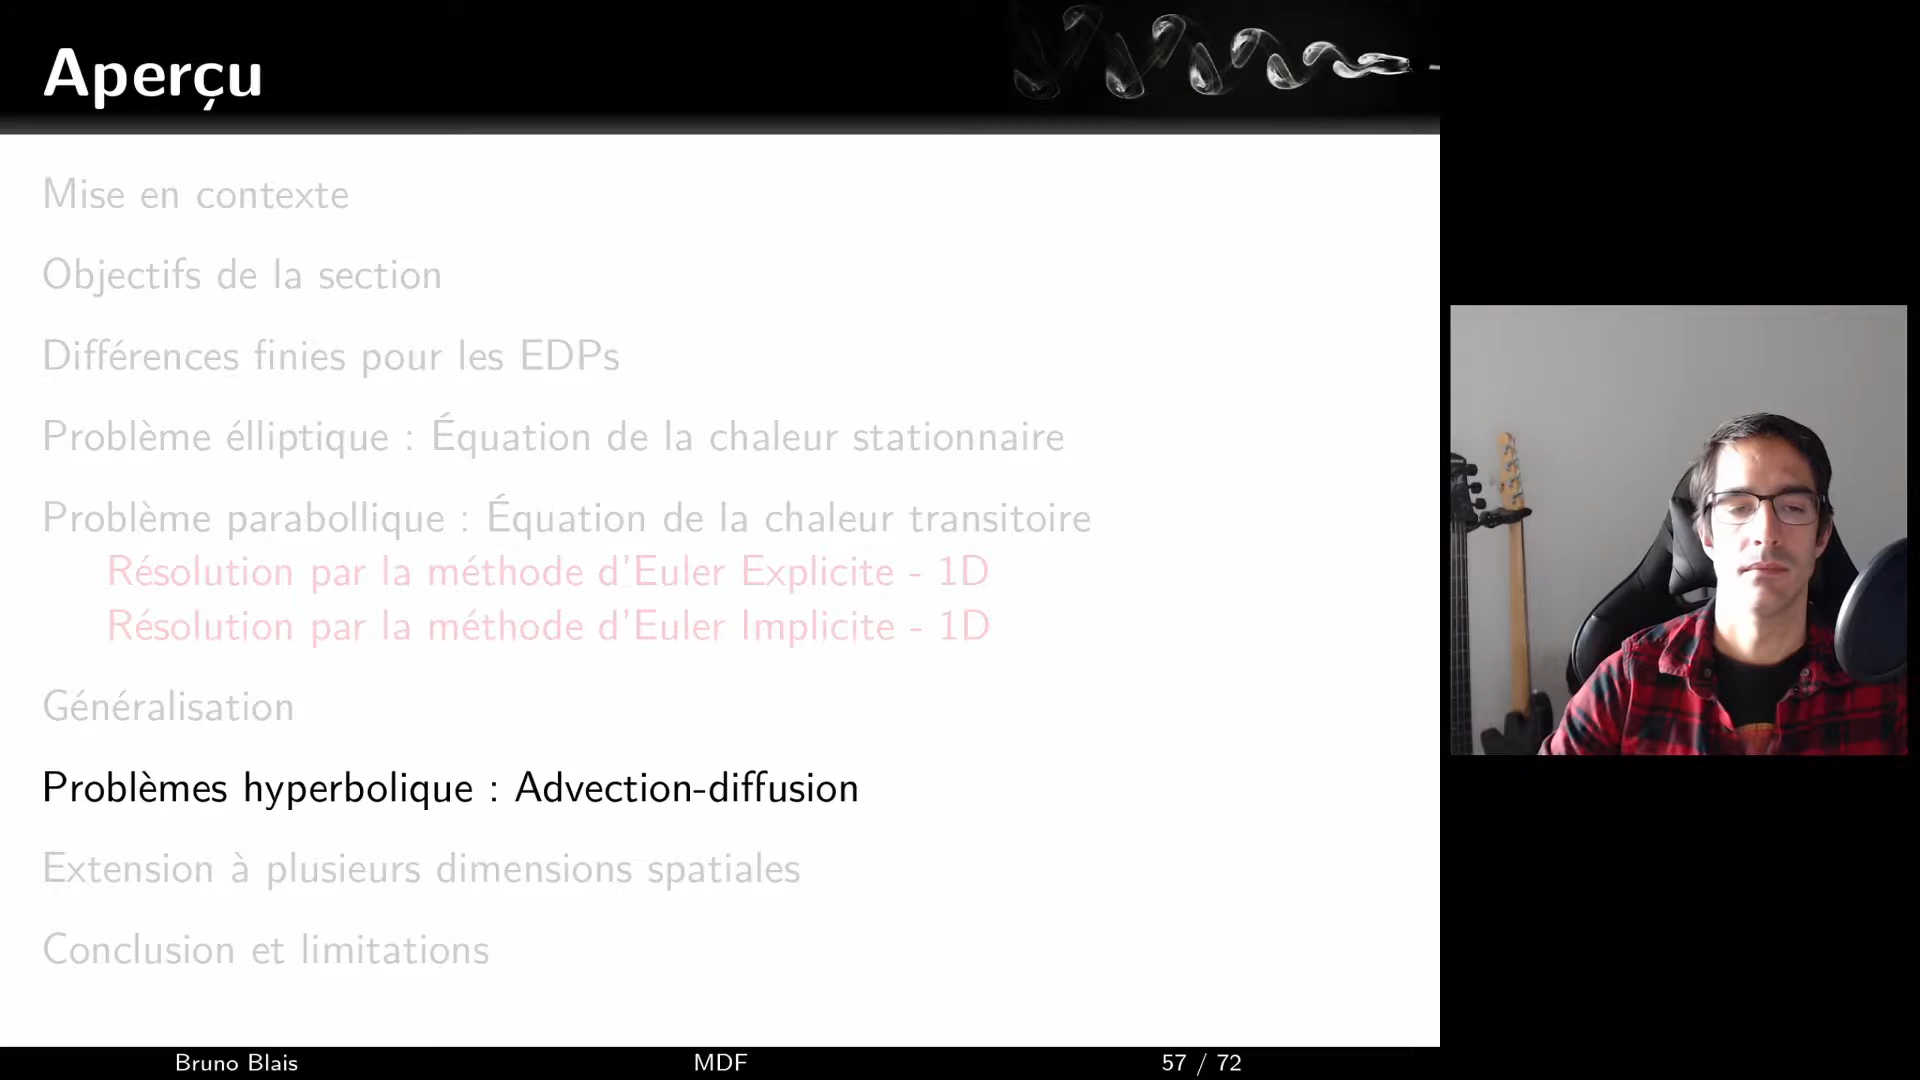 Aperçu
Mise en contexte
Objectifs de la section
Différences finies pour les EDPs
Problème élliptique : Équation de la chaleur stationnaire
Problème parabollique : Équation de la chaleur transitoire
Résolution par la méthode d'Euler Explicite - 1D
Résolution par la méthode d'Euler Implicite - 1D
Généralisation
Problèmes hyperbolique : Advection-diffusion
Extension à plusieurs dimensions spatiales
Conclusion et limitations
Bruno Blais MDF 57 / 72